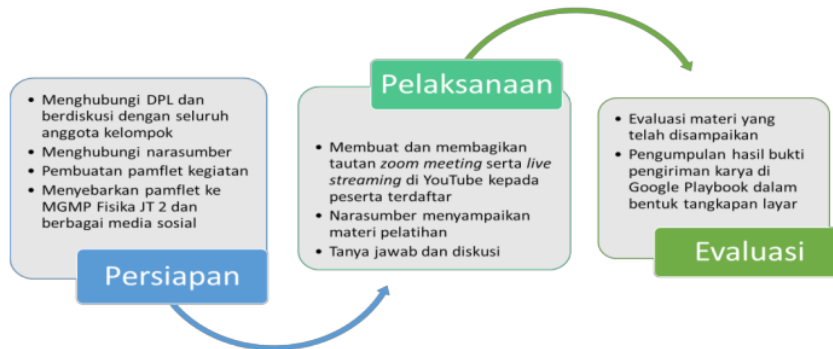 • Menghubungi DPL dan
berdiskusi dengan seluruh
anggota kelompok
• Menghubungi narasumber
• Pembuatan pamflet kegiatan
• Menyebarkan pamflet ke
MGMP Fisika JT 2 dan
berbagai media sosial
Persiapan
Pelaksanaan
• Membuat dan membagikan
tautan zoom meeting serta live
streaming di YouTube kepada
peserta terdaftar
• Narasumber menyampaikan
materi pelatihan
• Tanya jawab dan diskusi
• Evaluasi materi yang
telah disampaikan
• Pengumpulan hasil bukti
pengiriman karya di
Google Playbook dalam
bentuk tangkapan layar
Evaluasi